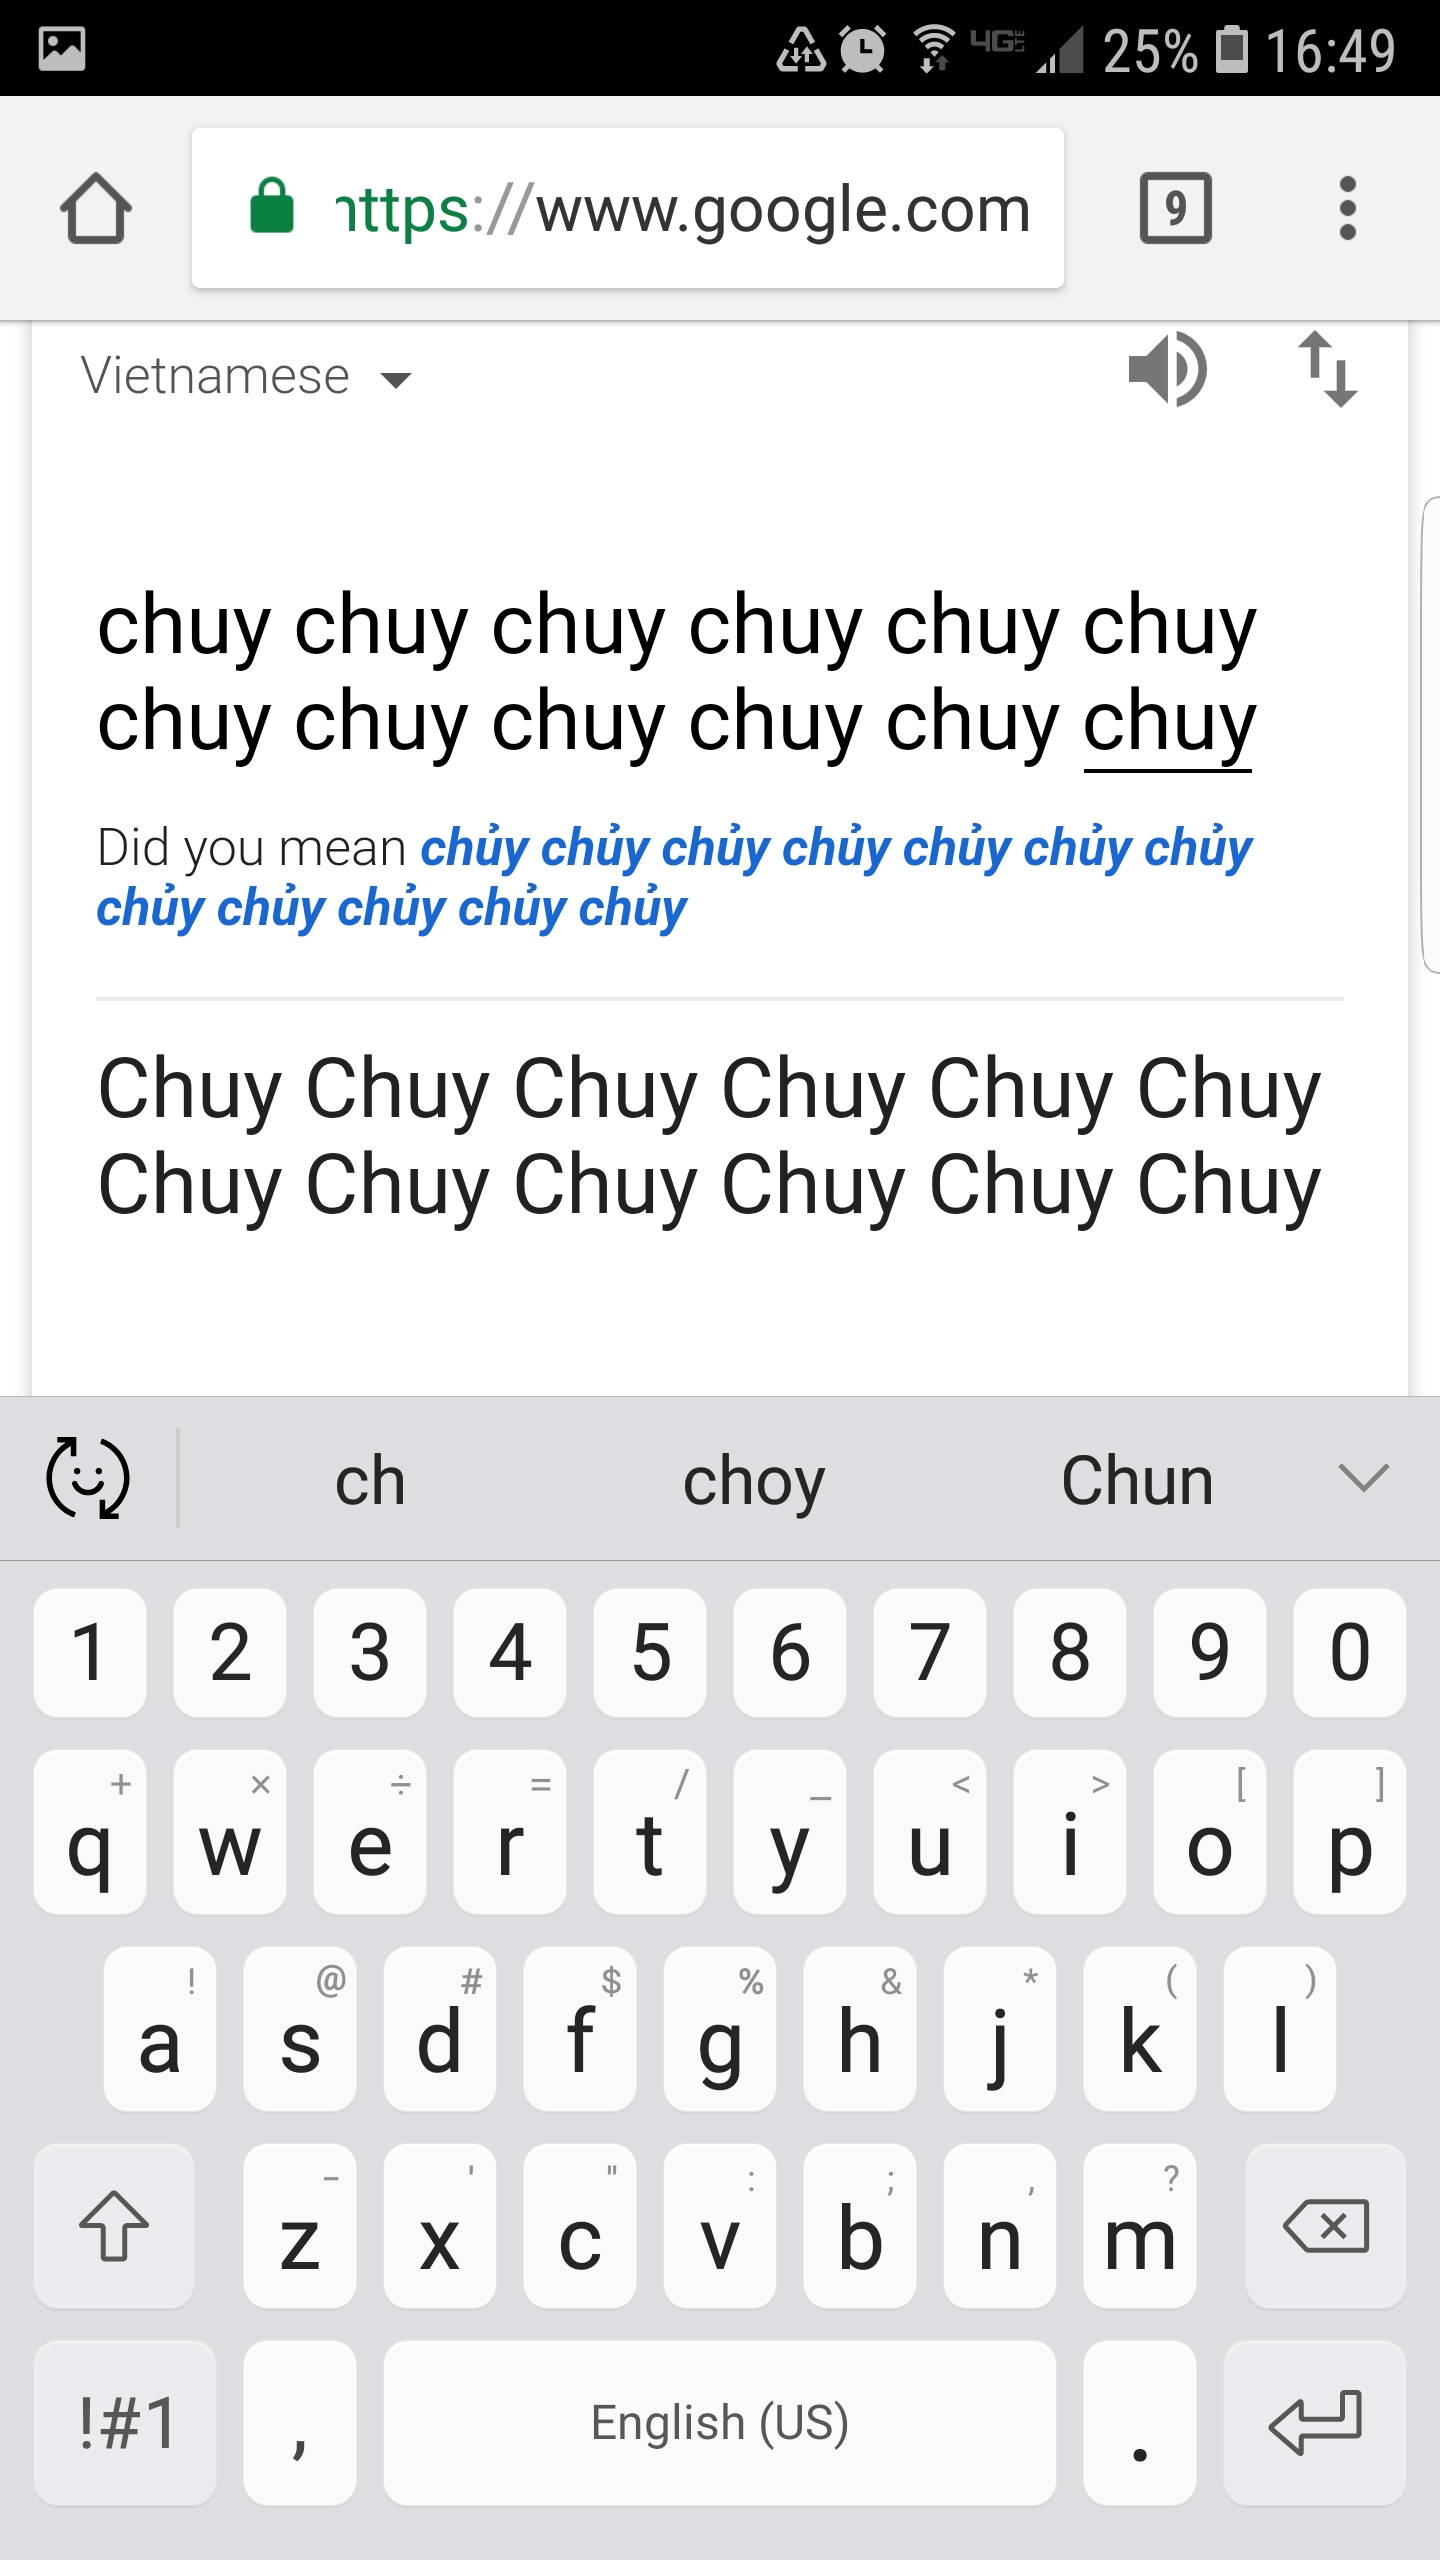 4G LTE 25% 16:49
https://www.google.com 9
Vietnamese
chuy chuy chuy chuy chuy chuy
chuy chuy chuy chuy chuy chuy
Did you mean chủy chủy chủy chủy chủy chủy chủy
chủy chủy chủy chủy chủy
Chuy Chuy Chuy Chuy Chuy Chuy
Chuy Chuy Chuy Chuy Chuy Chuy
ch choy Chun
1 2 3 4 5 6 7 8 9 0
+ × ÷ = / _ < > [ ]
q w e r t y u i o p
! @ # $ % & * ( )
a s d f g h j k l
- ' " : ; , ?
z x c v b n m
!#1 , English (US) .